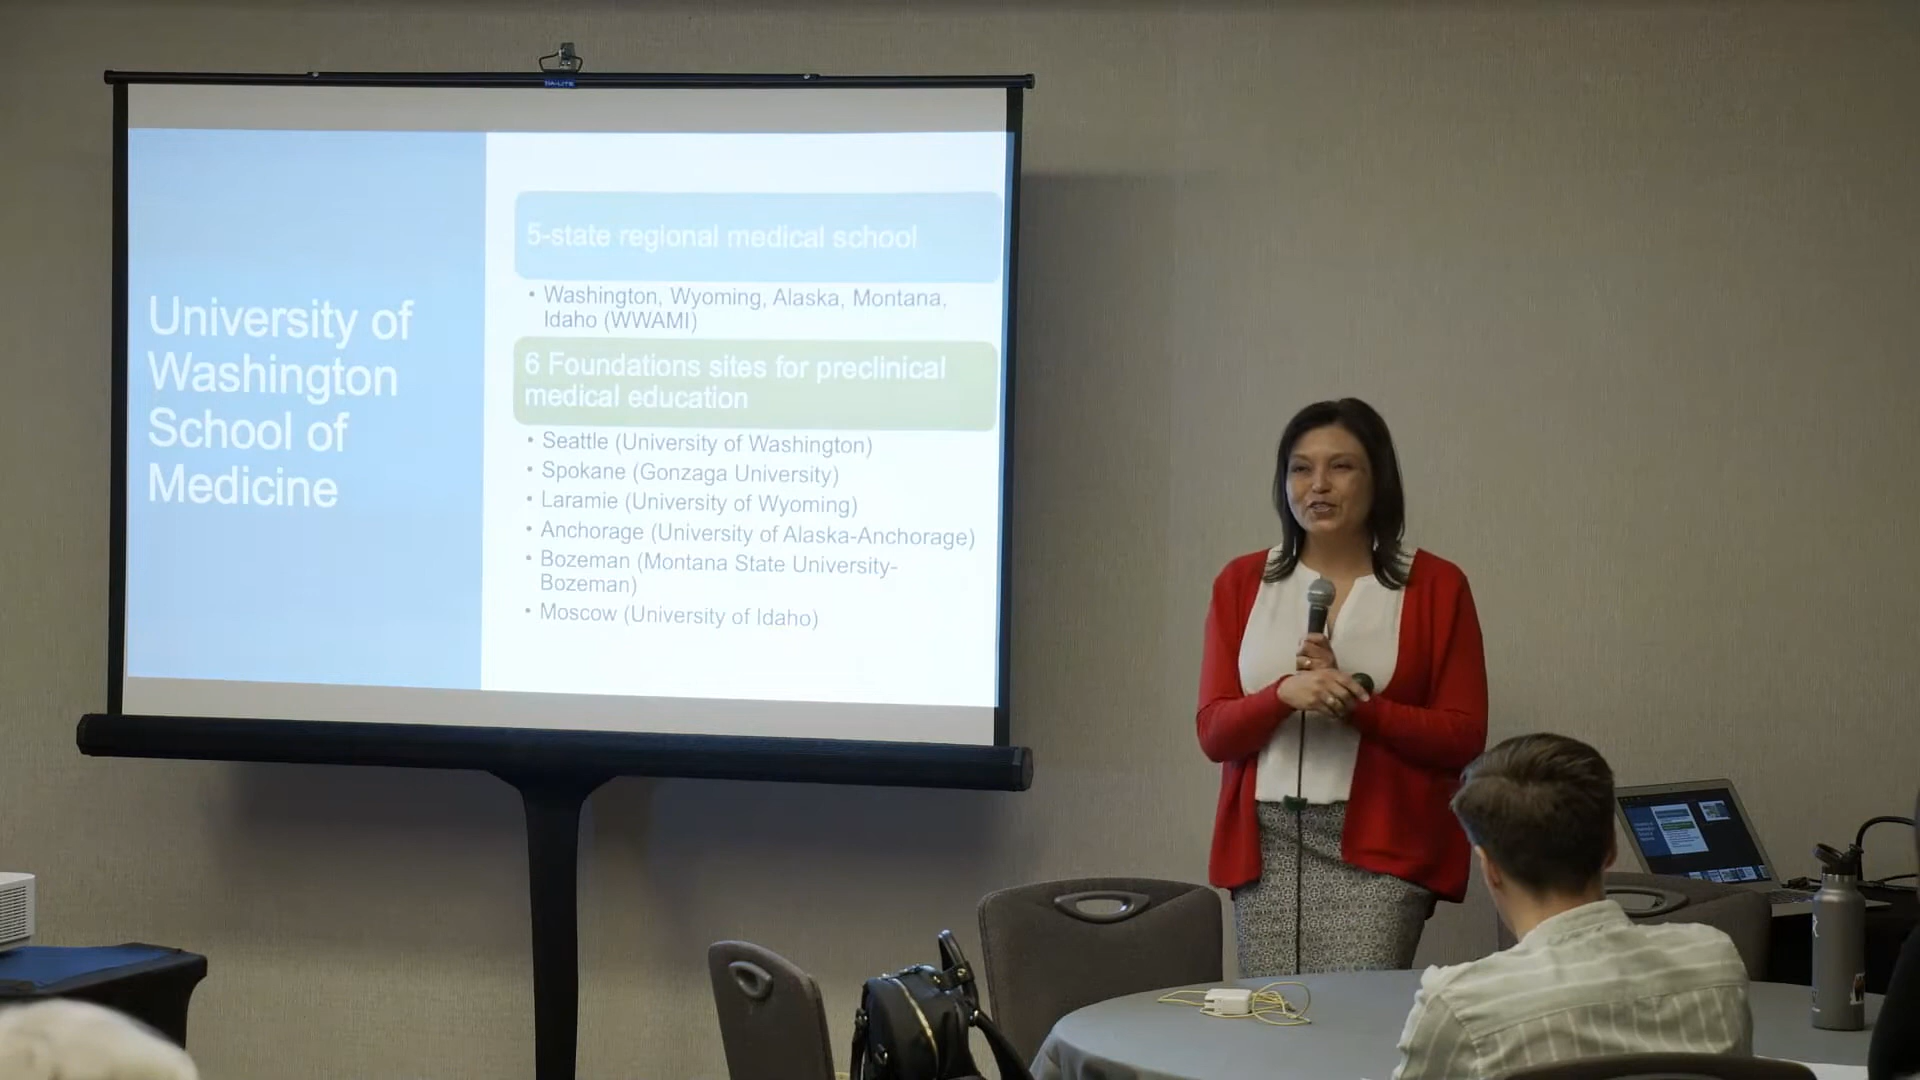 DA-LITE
University of
Washington
School of
Medicine
5-state regional medical school
• Washington, Wyoming, Alaska, Montana,
Idaho (WWAMI)
6 Foundations sites for preclinical
medical education
• Seattle (University of Washington)
• Spokane (Gonzaga University)
• Laramie (University of Wyoming)
• Anchorage (University of Alaska-Anchorage)
• Bozeman (Montana State University-
Bozeman)
• Moscow (University of Idaho)